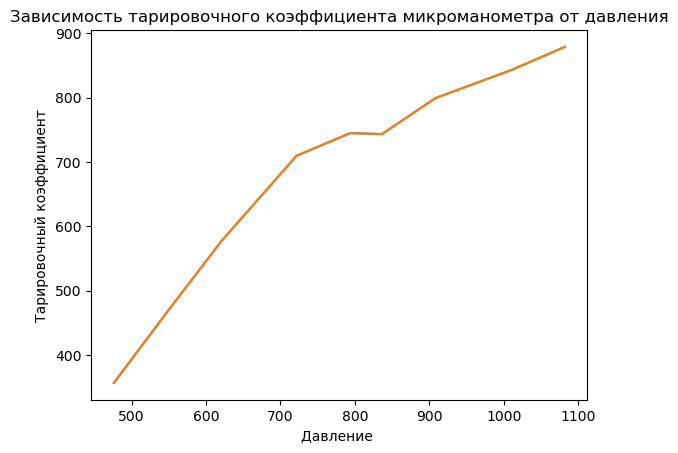 Зависимость тарировочного коэффициента микроманометра от давления
900
800
700
600
500
400
Тарировочный коэффициент
500 600 700 800 900 1000 1100
Давление